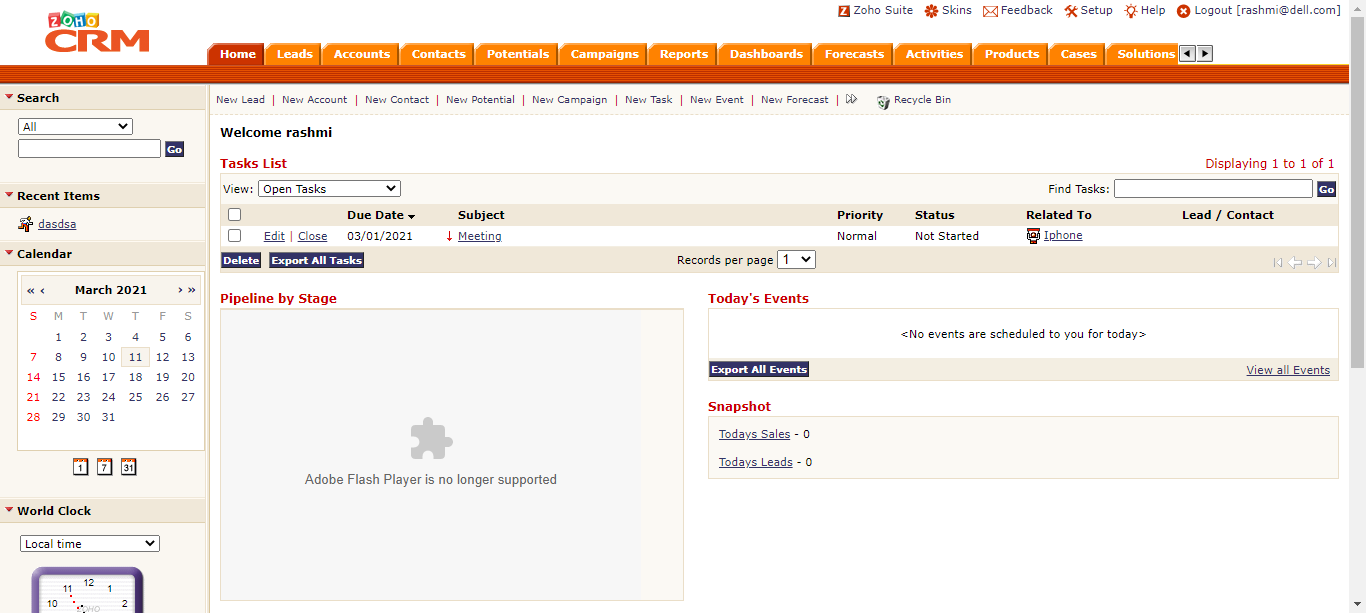 ZOHO
CRM
Zoho Suite Skins Feedback Setup Help Logout [rashmi@dell.com]
Home Leads Accounts Contacts Potentials Campaigns Reports Dashboards Forecasts Activities Products Cases Solutions
New Lead | New Account | New Contact | New Potential | New Campaign | New Task | New Event | New Forecast | Recycle Bin
Search
All
Go
Recent Items
dasdsa
Calendar
« ‹ March 2021 › »
S M T W T F S
1 2 3 4 5 6
7 8 9 10 11 12 13
14 15 16 17 18 19 20
21 22 23 24 25 26 27
28 29 30 31
1 7 31
World Clock
Local time
11 12 1
10 2
ZOHO
Welcome rashmi
Tasks List Displaying 1 to 1 of 1
View: Open Tasks Find Tasks: Go
Due Date Subject Priority Status Related To Lead / Contact
Edit | Close 03/01/2021 Meeting Normal Not Started Iphone
Delete Export All Tasks Records per page 1
Pipeline by Stage
Adobe Flash Player is no longer supported
Today's Events
<No events are scheduled to you for today>
Export All Events View all Events
Snapshot
Todays Sales - 0
Todays Leads - 0